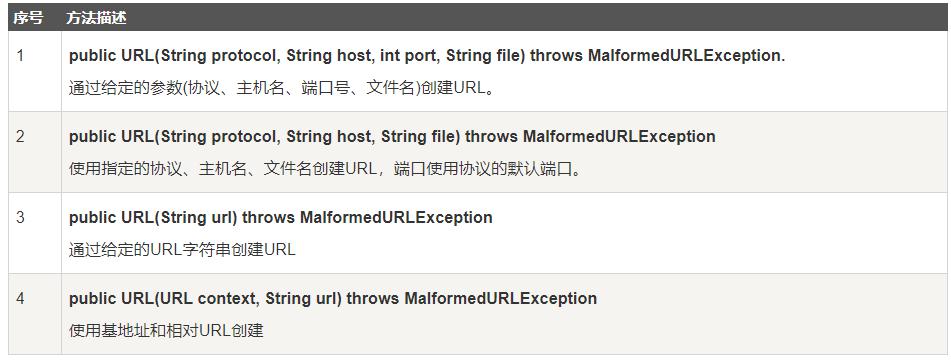 序号 方法描述
1 public URL(String protocol, String host, int port, String file) throws MalformedURLException.
通过给定的参数(协议、主机名、端口号、文件名)创建URL。
2 public URL(String protocol, String host, String file) throws MalformedURLException
使用指定的协议、主机名、文件名创建URL，端口使用协议的默认端口。
3 public URL(String url) throws MalformedURLException
通过给定的URL字符串创建URL
4 public URL(URL context, String url) throws MalformedURLException
使用基地址和相对URL创建